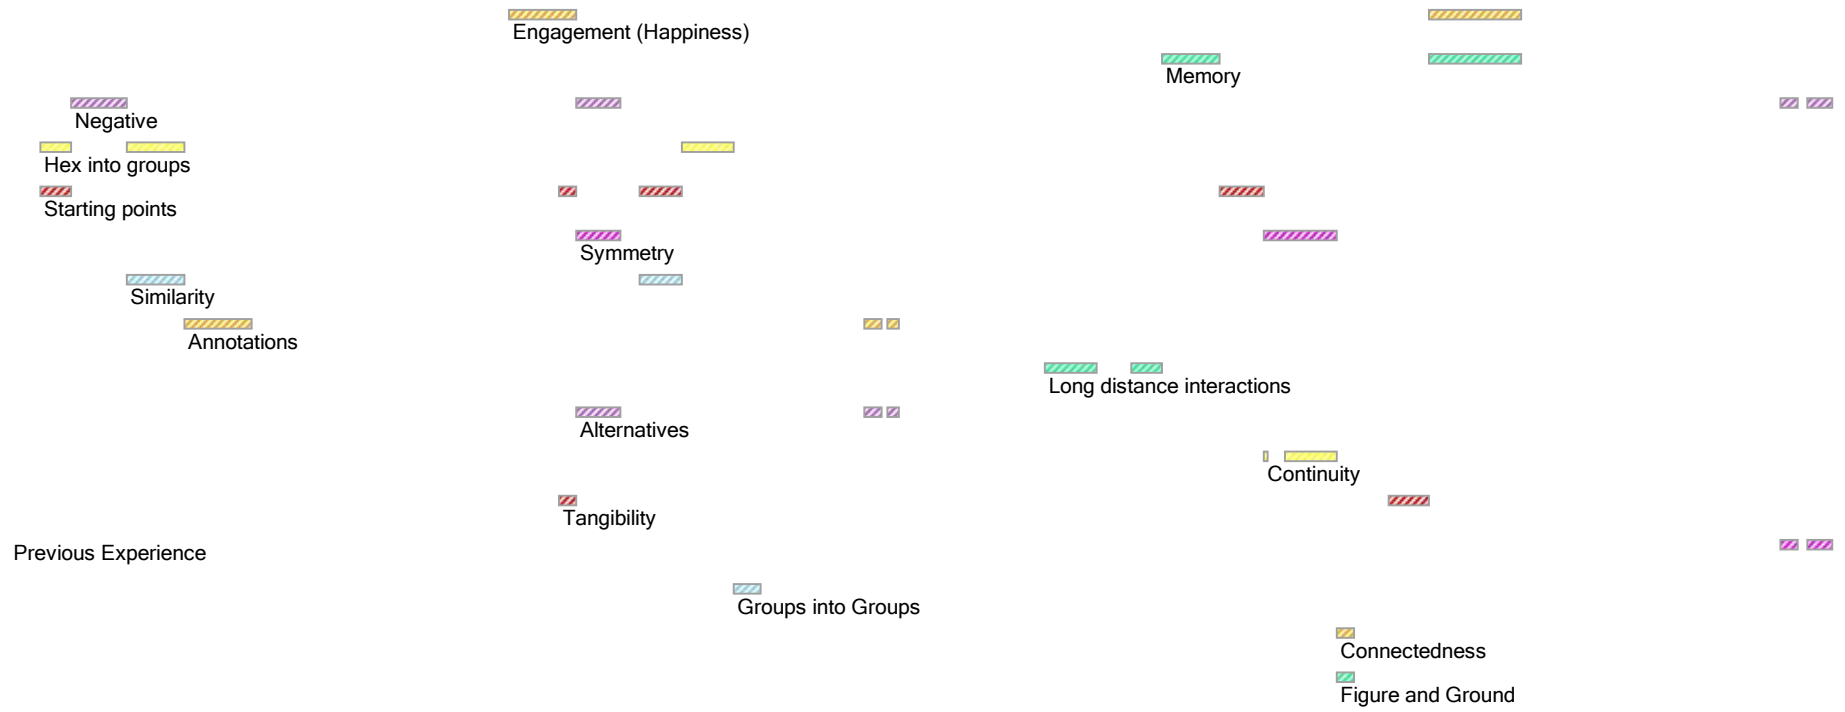 Engagement (Happiness)
Memory
Negative
Hex into groups
Starting points
Symmetry
Similarity
Annotations
Long distance interactions
Alternatives
Continuity
Tangibility
Previous Experience
Groups into Groups
Connectedness
Figure and Ground